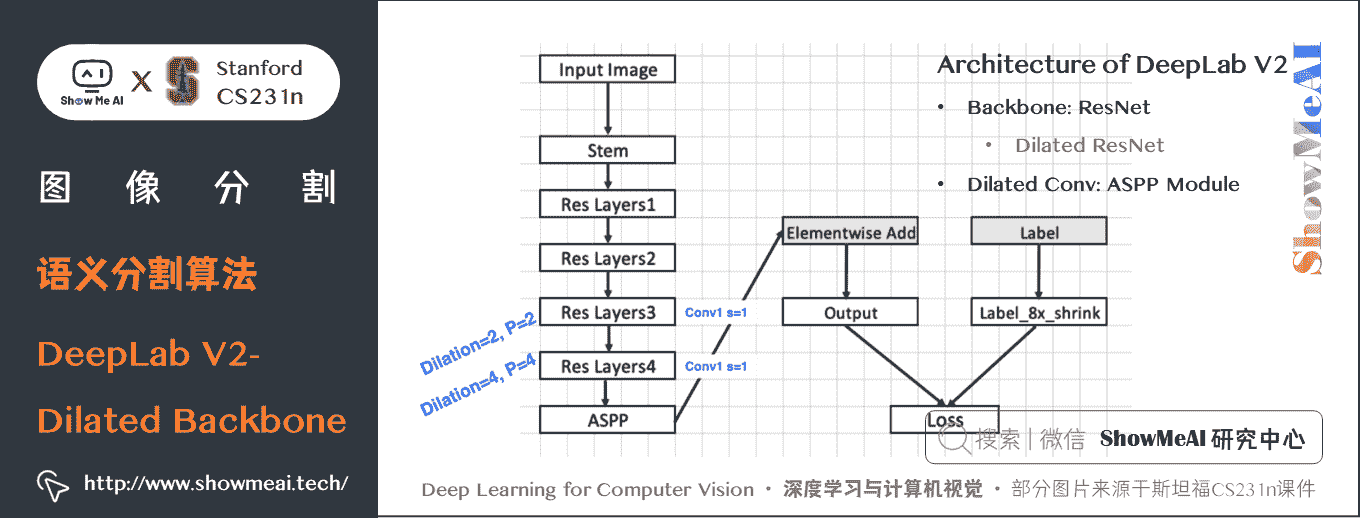 Show Me AI
X
Stanford
CS231n
图像分割
语义分割算法
DeepLab V2-
Dilated Backbone
http://www.showmeai.tech/
Input Image
Stem
Res Layers1
Res Layers2
Res Layers3
Res Layers4
ASPP
Dilation=2, P=2
Dilation=4, P=4
Conv1 s=1
Conv1 s=1
Elementwise Add
Output
Label
Label_8x_shrink
Loss
Architecture of DeepLab V2
• Backbone: ResNet
• Dilated ResNet
• Dilated Conv: ASPP Module
ShowMeAI
搜索 | 微信 ShowMeAI 研究中心
Deep Learning for Computer Vision · 深度学习与计算机视觉 · 部分图片来源于斯坦福CS231n课件